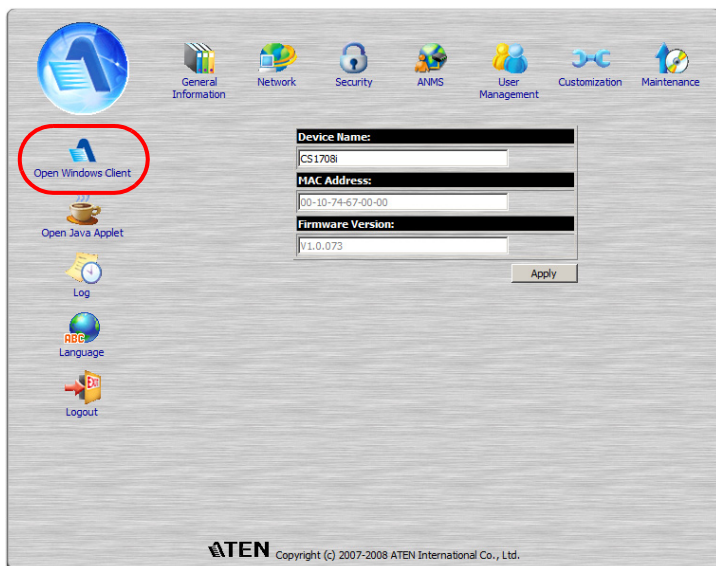 General
Information
Network
Security
ANMS
User
Management
Customization
Maintenance
Open Windows Client
Open Java Applet
Log
ABC
Language
EXIT
Logout
Device Name:
CS1708i
MAC Address:
00-10-74-67-00-00
Firmware Version:
V1.0.073
Apply
ATEN Copyright (c) 2007-2008 ATEN International Co., Ltd.